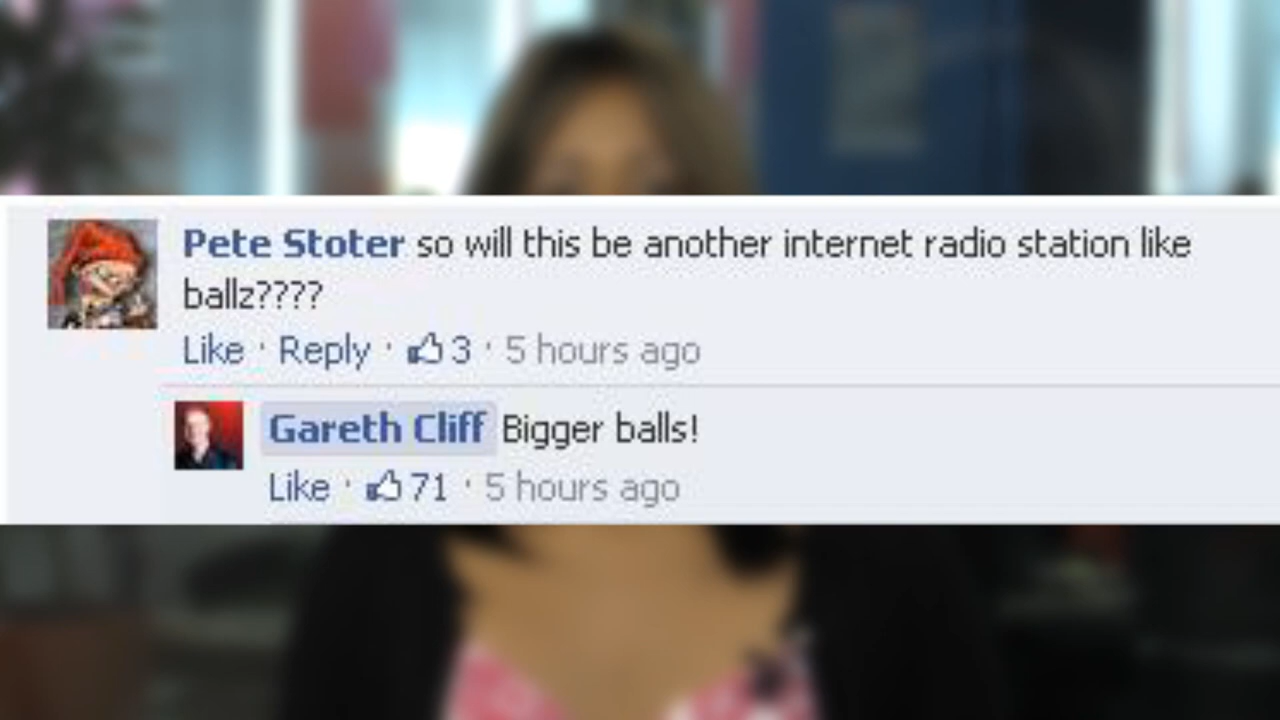 Pete Stoter so will this be another internet radio station like
ballz????
Like · Reply · 3 · 5 hours ago
Gareth Cliff Bigger balls!
Like · 71 · 5 hours ago